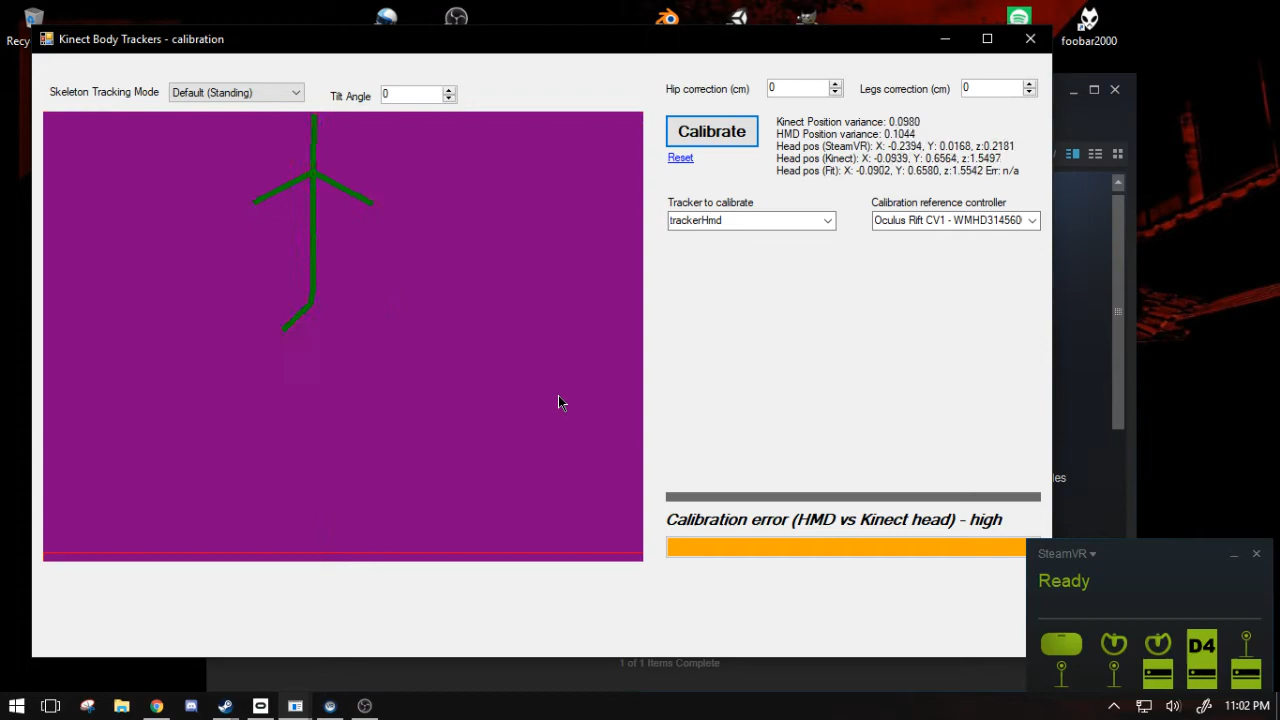 Recy
foobar2000
Kinect Body Trackers - calibration
Skeleton Tracking Mode
Default (Standing)
Tilt Angle
0
Hip correction (cm)
0
Legs correction (cm)
0
Calibrate
Reset
Kinect Position variance: 0.0980
HMD Position variance: 0.1044
Head pos (SteamVR): X: -0.2394, Y: 0.0168, z:0.2181
Head pos (Kinect): X: -0.0939, Y: 0.6564, z:1.5497
Head pos (Fit): X: -0.0902, Y: 0.6580, z:1.5542 Err: n/a
Tracker to calibrate
Calibration reference controller
trackerHmd
Oculus Rift CV1 - WMHD314560
les
Calibration error (HMD vs Kinect head) - high
SteamVR
Ready
D4
1 of 1 Items Complete
11:02 PM